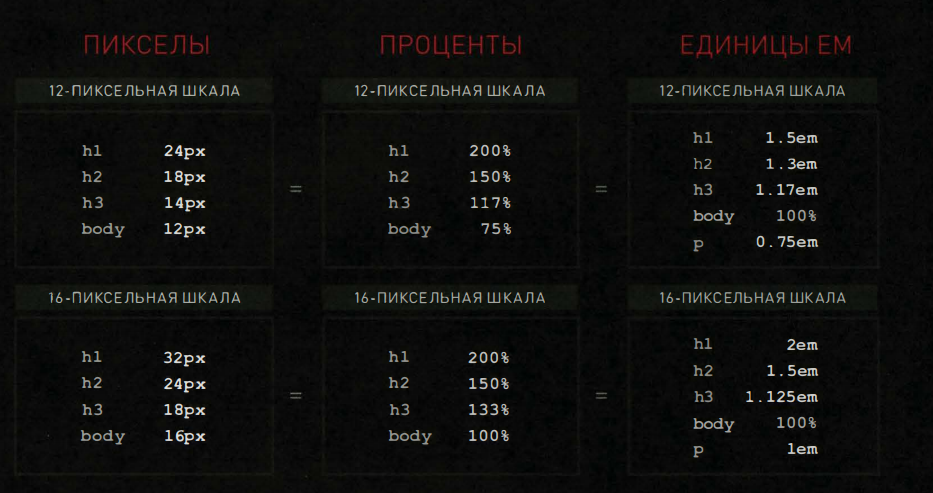 ПИКСЕЛЫ ПРОЦЕНТЫ ЕДИНИЦЫ ЕМ
12-ПИКСЕЛЬНАЯ ШКАЛА
h1 24px
h2 18px
h3 14px
body 12px
=
12-ПИКСЕЛЬНАЯ ШКАЛА
h1 200%
h2 150%
h3 117%
body 75%
=
12-ПИКСЕЛЬНАЯ ШКАЛА
h1 1.5em
h2 1.3em
h3 1.17em
body 100%
p 0.75em
16-ПИКСЕЛЬНАЯ ШКАЛА
h1 32px
h2 24px
h3 18px
body 16px
=
16-ПИКСЕЛЬНАЯ ШКАЛА
h1 200%
h2 150%
h3 133%
body 100%
=
16-ПИКСЕЛЬНАЯ ШКАЛА
h1 2em
h2 1.5em
h3 1.125em
body 100%
p 1em